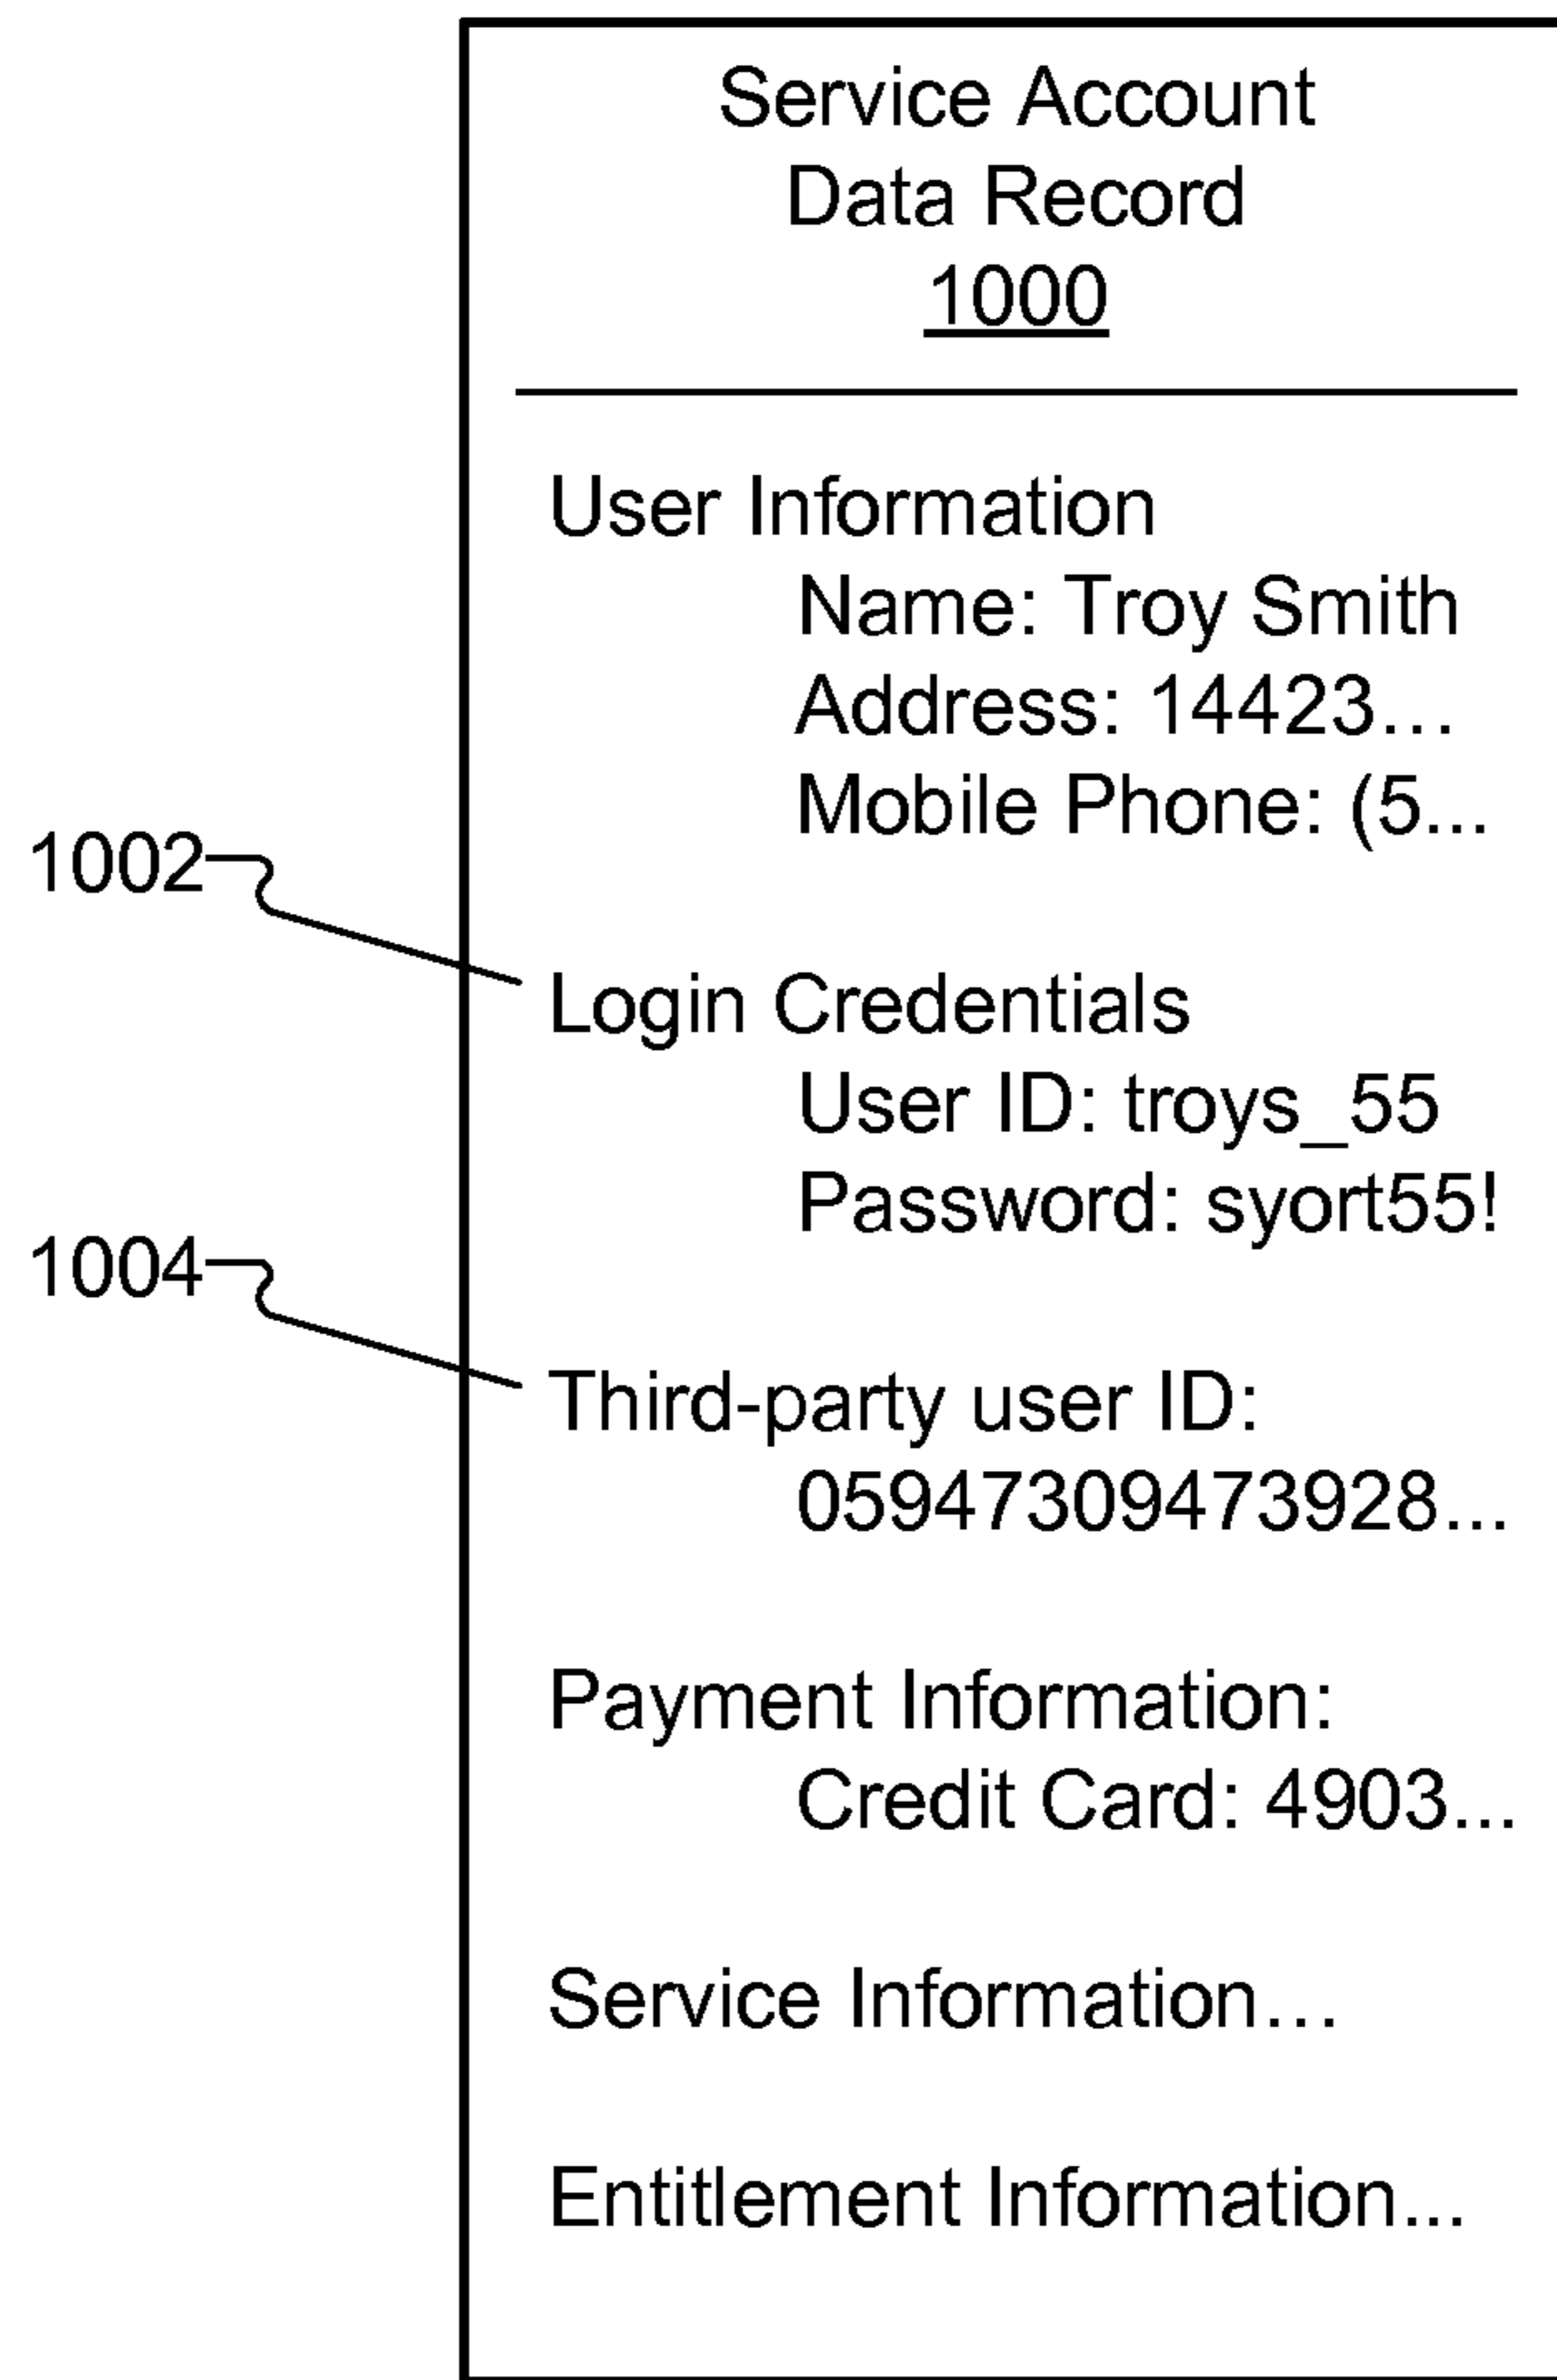 Service Account
Data Record
1000
User Information
Name: Troy Smith
Address: 14423...
Mobile Phone: (5...
1002
Login Credentials
User ID: troys_55
Password: syort55!
1004
Third-party user ID:
05947309473928...
Payment Information:
Credit Card: 4903...
Service Information...
Entitlement Information...